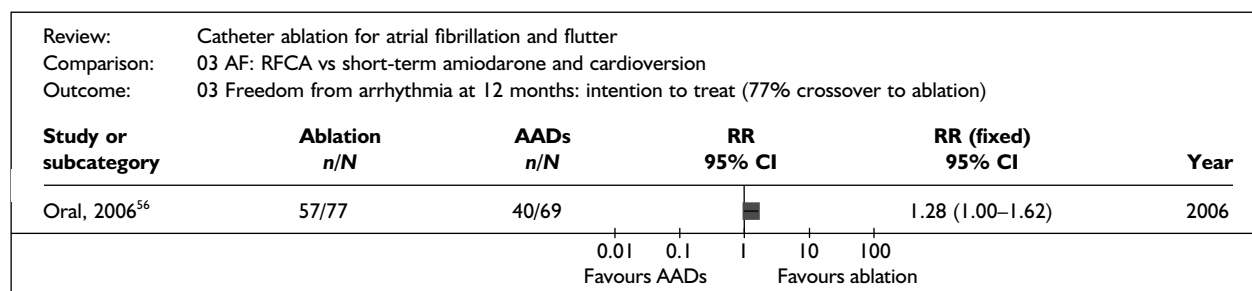 Review: Catheter ablation for atrial fibrillation and flutter
Comparison: 03 AF: RFCA vs short-term amiodarone and cardioversion
Outcome: 03 Freedom from arrhythmia at 12 months: intention to treat (77% crossover to ablation)
Study or Ablation AADs RR RR (fixed)
subcategory n/N n/N 95% CI 95% CI Year
Oral, 2006⁵⁶ 57/77 40/69 1.28 (1.00–1.62) 2006
0.01 0.1 1 10 100
Favours AADs Favours ablation